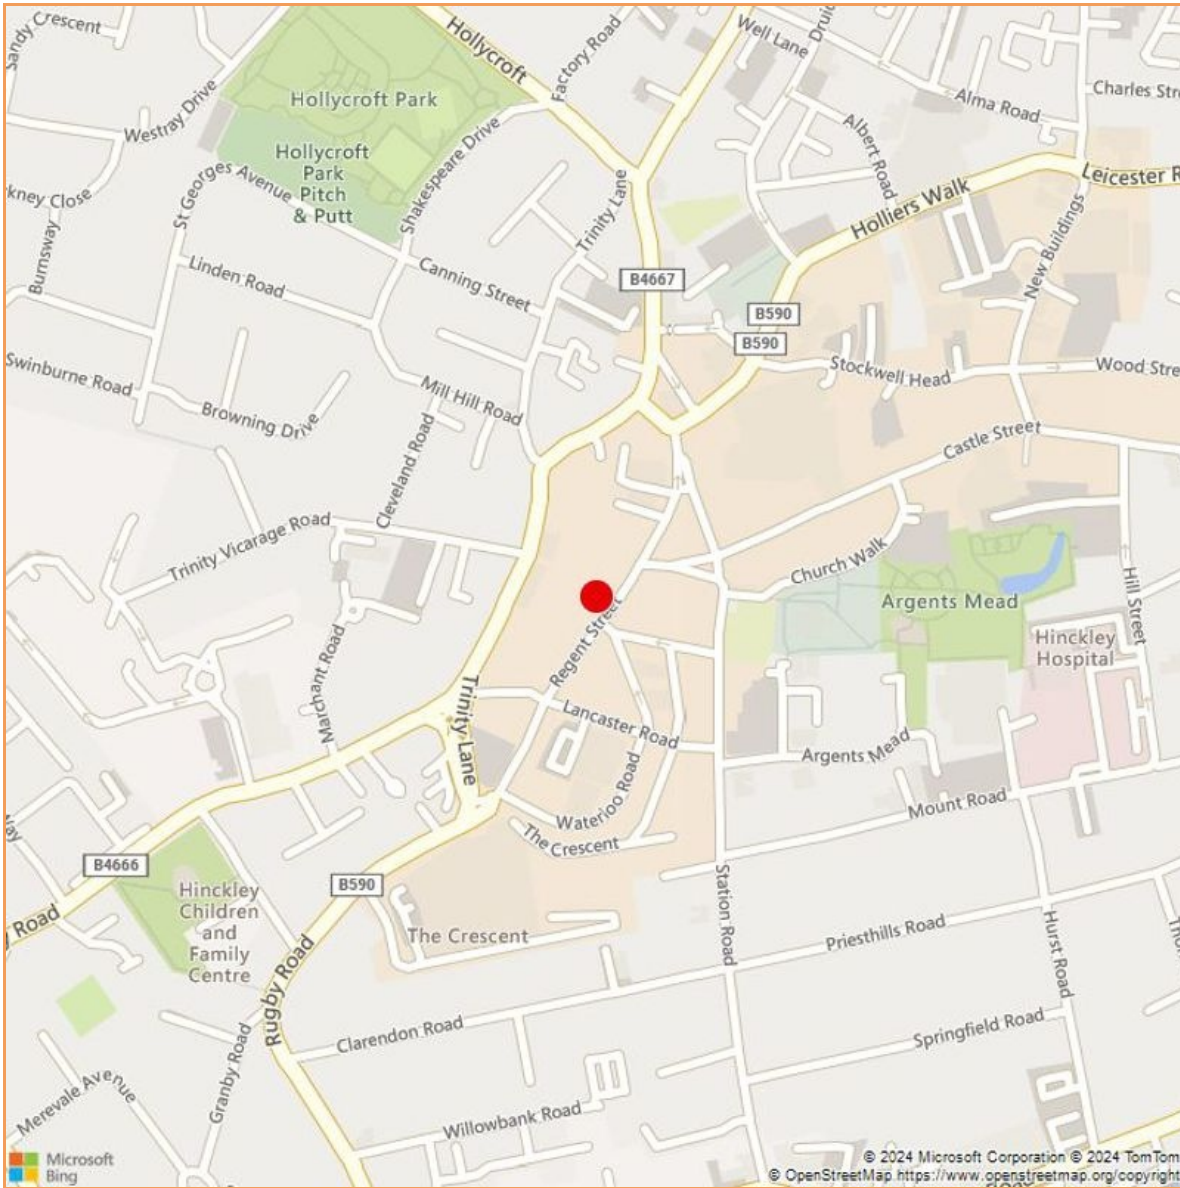 Sandy Crescent
Hollycroft
Factory Road
Well Lane
Druid
Charles Stre
Alma Road
Hollycroft Park
Westray Drive
Albert Road
Hollycroft
Park
Pitch
& Putt
Shakespeare Drive
Leicester R
rkney Close
St Georges Avenue
Trinity Lane
Holliers Walk
Burnsway
New Buildings
Linden Road
Canning Street
B4667
B590
B590
Swinburne Road
Stockwell Head
Wood Stre
Mill Hill Road
Browning Drive
Castle Street
Cleveland Road
Trinity Vicarage Road
Church Walk
Argents Mead
Hill Street
Regent Street
Hinckley
Hospital
Marchant Road
Trinity Lane
Lancaster Road
Argents Mead
Waterloo Road
Mount Road
The Crescent
Way
B4666
B590
Station Road
Hinckley
Children
and
Family
Centre
y Road
The Crescent
Priesthills Road
Hurst Road
Rugby Road
Clarendon Road
Springfield Road
Granby Road
Merevale Avenue
Willowbank Road
Microsoft
Bing
Road
© 2024 Microsoft Corporation © 2024 TomTom
© OpenStreetMap https://www.openstreetmap.org/copyright